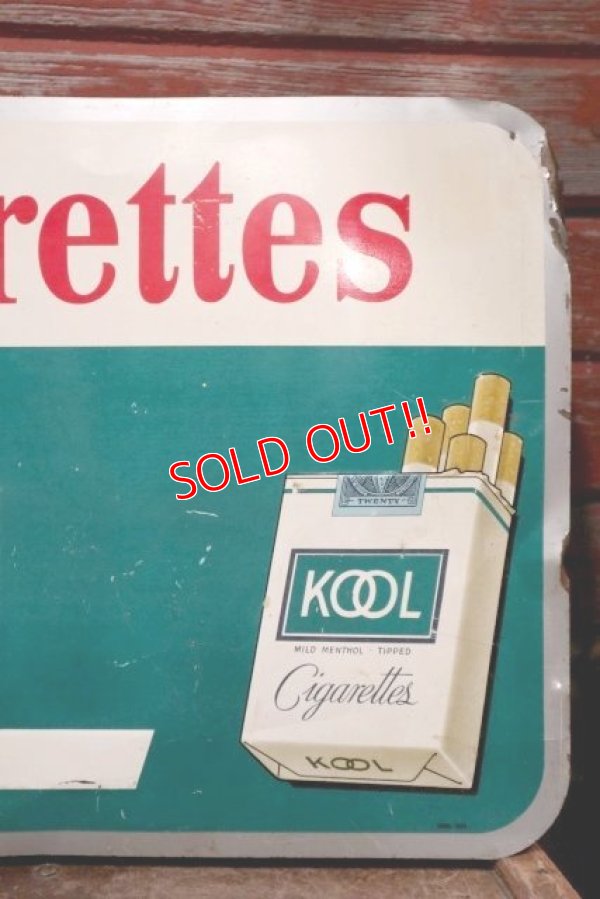 rettes
SOLD OUT!!
TWENTY
KOOL
MILD MENTHOL · TIPPED
Cigarettes
KOOL